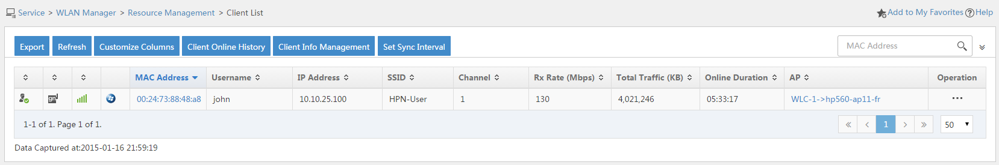 Service > WLAN Manager > Resource Management > Client List
Add to My Favorites Help
Export Refresh Customize Columns Client Online History Client Info Management Set Sync Interval MAC Address
MAC Address Username IP Address SSID Channel Rx Rate (Mbps) Total Traffic (KB) Online Duration AP Operation
gn 00:24:73:88:48:a8 john 10.10.25.100 HPN-User 1 130 4,021,246 05:33:17 WLC-1->hp560-ap11-fr ···
1-1 of 1. Page 1 of 1. « < 1 > » 50
Data Captured at:2015-01-16 21:59:19